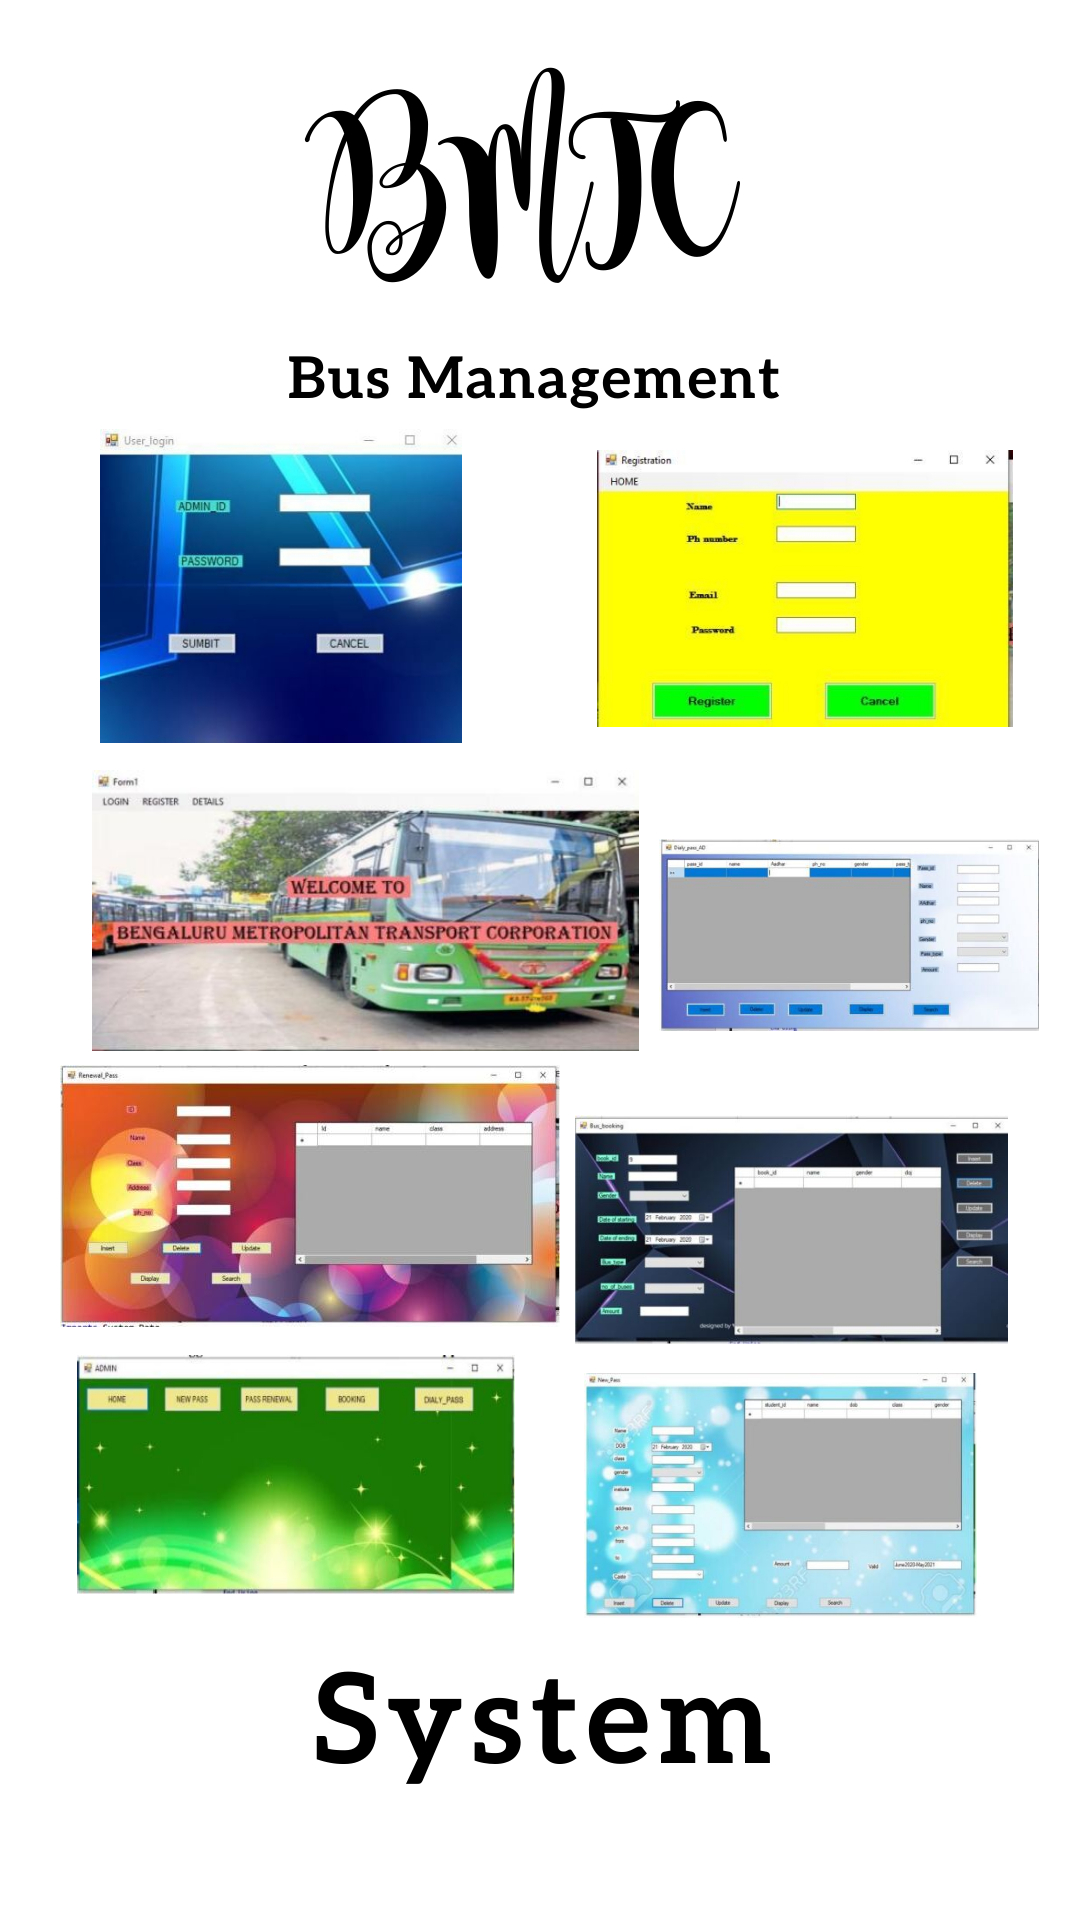 BMTC
Bus Management
User_login
ADMIN_ID
PASSWORD
SUMBIT CANCEL
Registration
HOME
Name
Ph number
Email
Password
Register Cancel
Form1
LOGIN REGISTER DETAILS
WELCOME TO
BENGALURU METROPOLITAN TRANSPORT CORPORATION
Dialy_pass_AD
pass_id name Aadhar ph_no gender pass_t
Pass_id
Name
AAdhar
ph_no
Gender
Pass_type
Amount
Insert Delete Update Display Search
Renewal_Pass
ID
Name
Class
Address
ph_no
Insert Delete Update
Display Search
Id name class address
Bus_booking
book_id
Name
Gender
Date of starting 21 February 2020
Date of ending 21 February 2020
Bus_type
no_of_buses
Amount
book_id name gender doj
Insert
Delete
Update
Display
Search
designed by
ADMIN
HOME NEW PASS PASS RENEWAL BOOKING DIALY_PASS
New_Pass
Name
DOB 21 February 2020
class
gender
institute
address
ph_no
from
to
Caste
student_id name dob class gender
Amount Valid June2020-May2021
Insert Delete Update Display Search
System